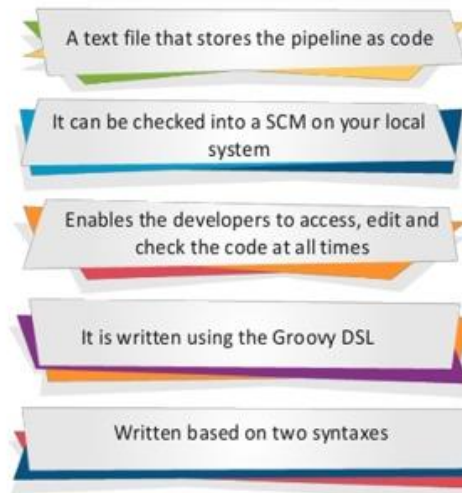 A text file that stores the pipeline as code
It can be checked into a SCM on your local
system
Enables the developers to access, edit and
check the code at all times
It is written using the Groovy DSL
Written based on two syntaxes